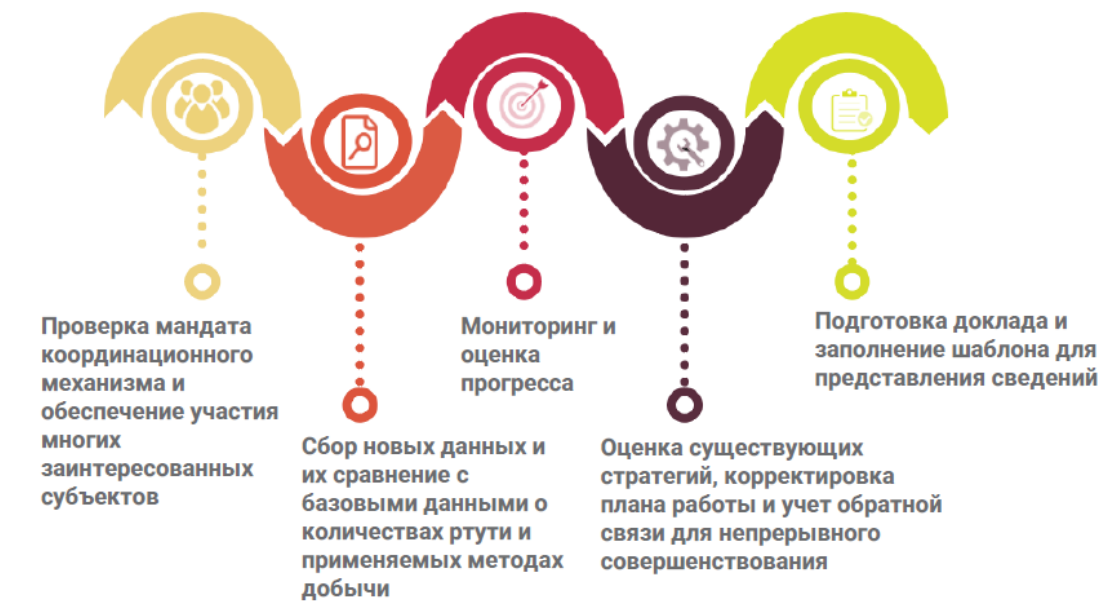 Проверка мандата
координационного
механизма и
обеспечение участия
многих
заинтересованных
субъектов
Сбор новых данных и
их сравнение с
базовыми данными о
количествах ртути и
применяемых методах
добычи
Мониторинг и
оценка
прогресса
Оценка существующих
стратегий, корректировка
плана работы и учет обратной
связи для непрерывного
совершенствования
Подготовка доклада и
заполнение шаблона для
представления сведений